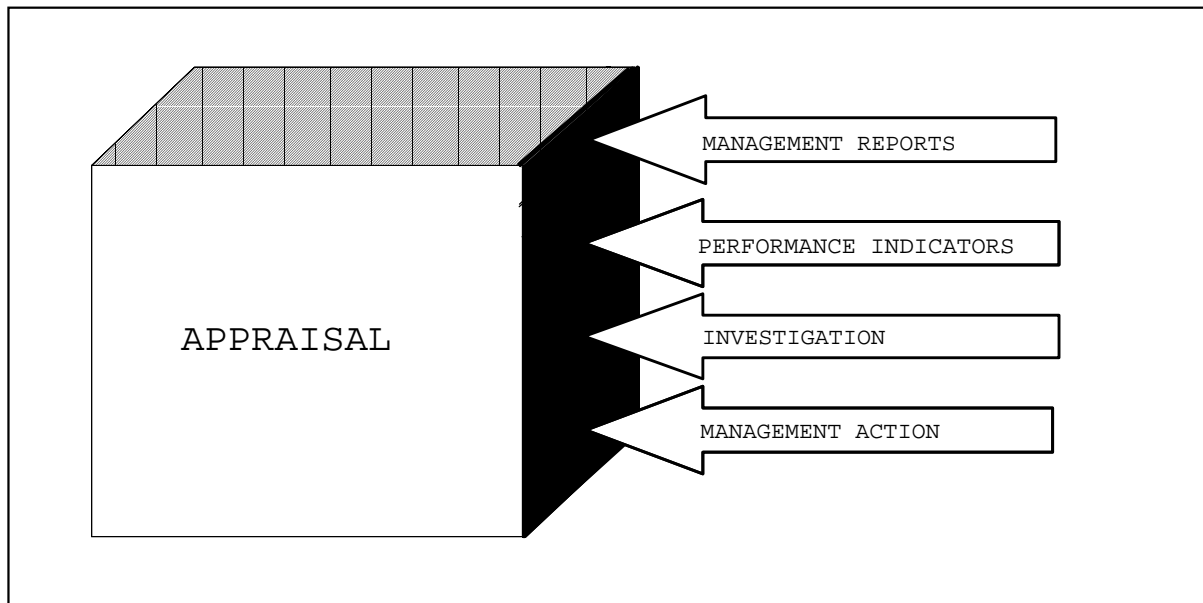 MANAGEMENT REPORTS
PERFORMANCE INDICATORS
APPRAISAL
INVESTIGATION
MANAGEMENT ACTION